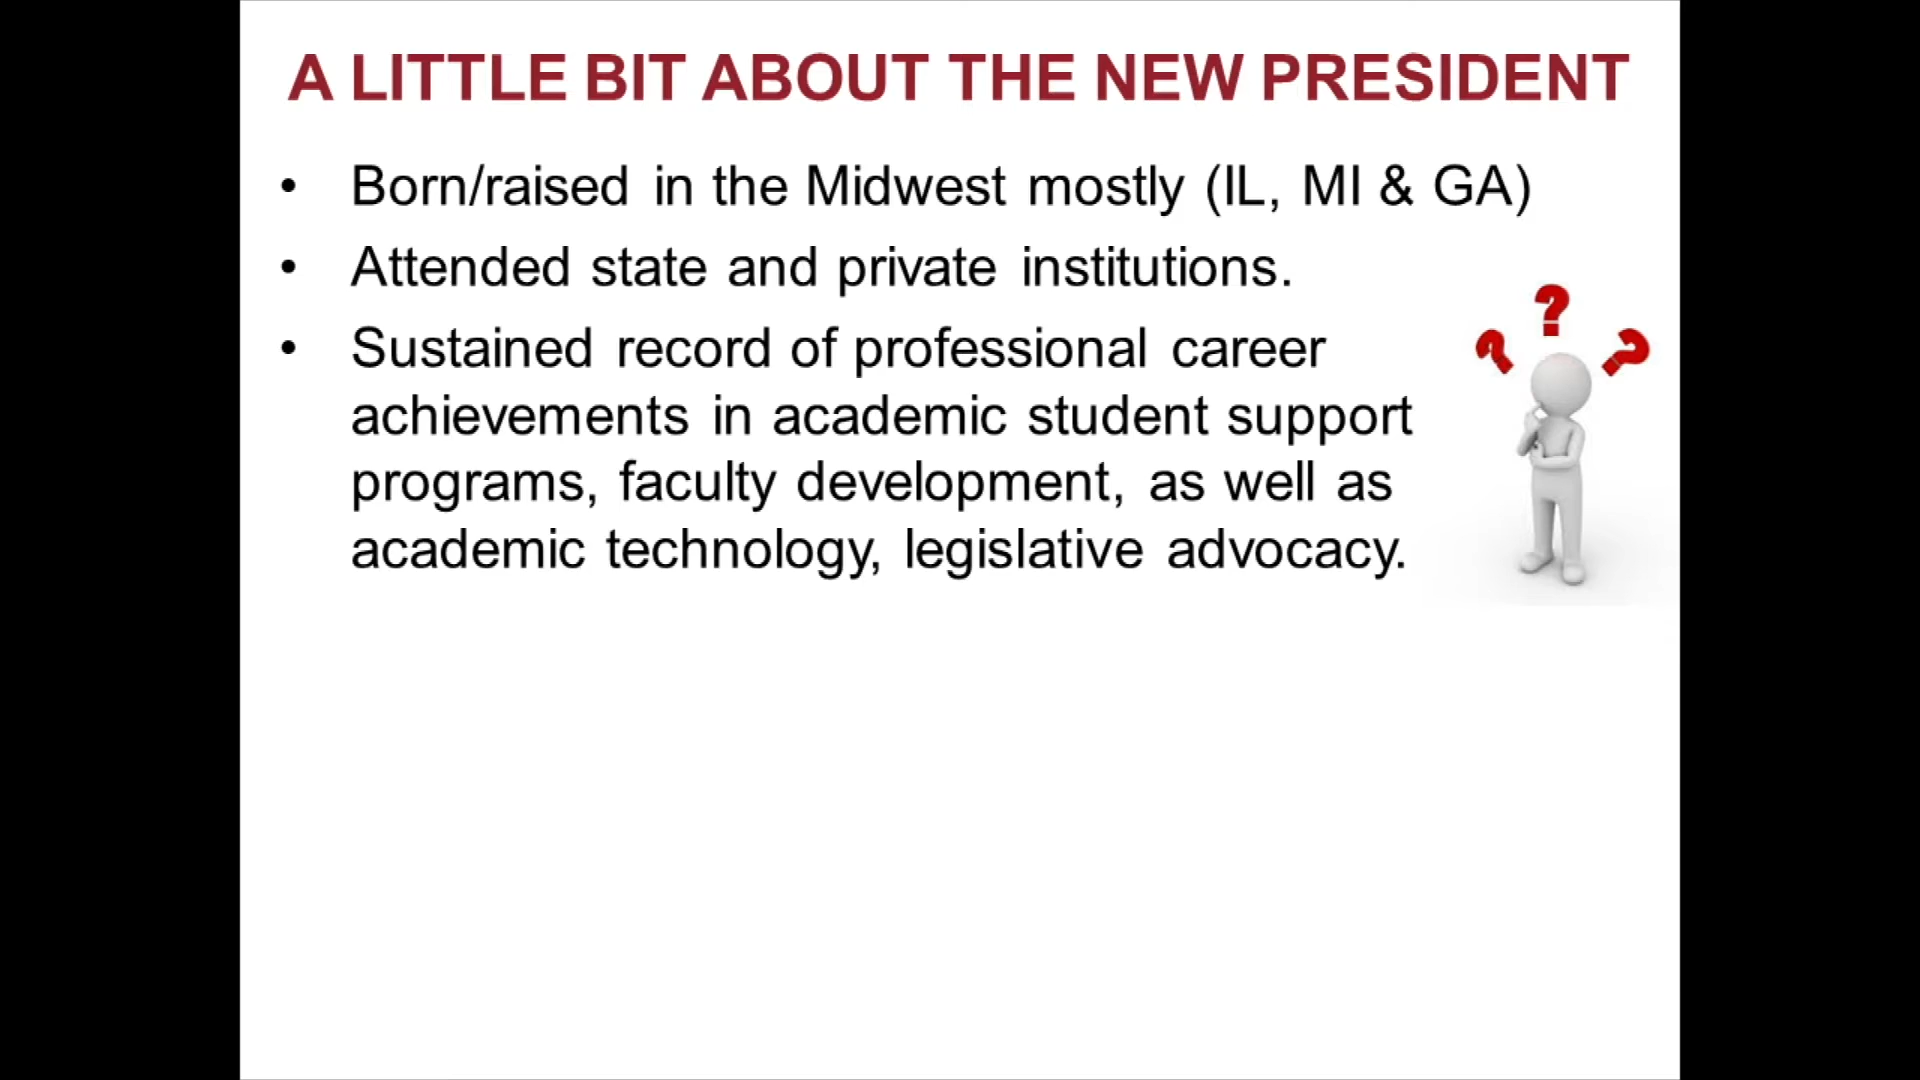 A LITTLE BIT ABOUT THE NEW PRESIDENT
• Born/raised in the Midwest mostly (IL, MI & GA)
• Attended state and private institutions.
• Sustained record of professional career
achievements in academic student support
programs, faculty development, as well as
academic technology, legislative advocacy.
? ? ?